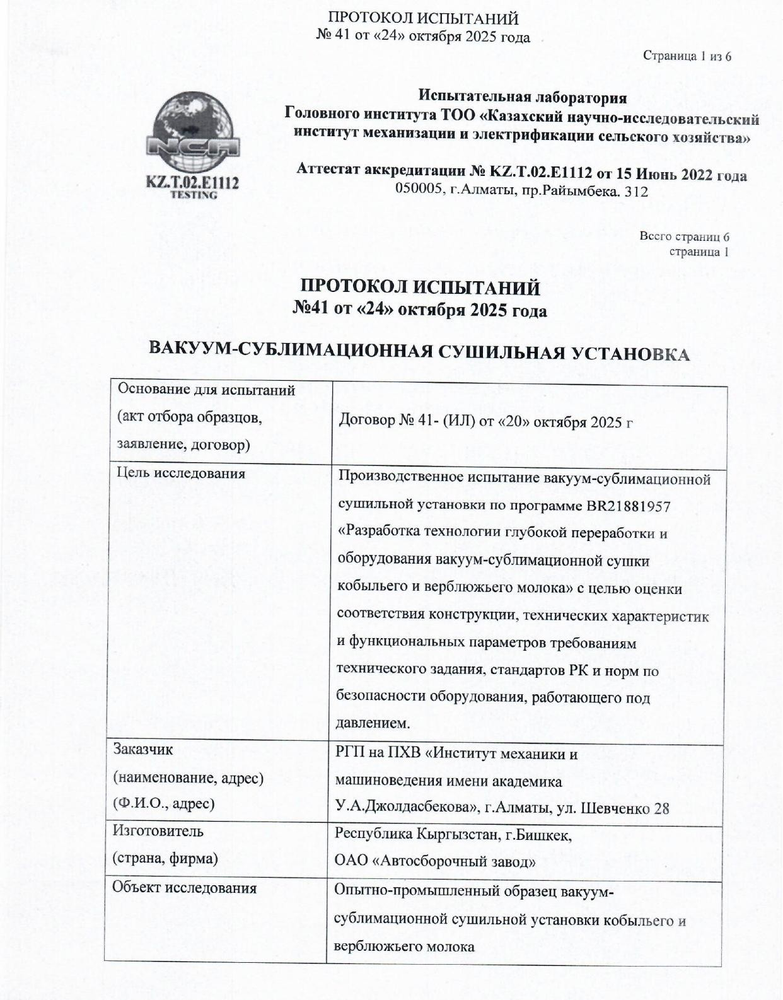 ПРОТОКОЛ ИСПЫТАНИЙ
№ 41 от «24» октября 2025 года
Страница 1 из 6
Испытательная лаборатория
Головного института ТОО «Казахский научно-исследовательский
институт механизации и электрификации сельского хозяйства»
NCA
KZ.T.02.E1112
TESTING
Аттестат аккредитации № KZ.T.02.E1112 от 15 Июнь 2022 года
050005, г.Алматы, пр.Райымбека. 312
Всего страниц 6
страница 1
ПРОТОКОЛ ИСПЫТАНИЙ
№41 от «24» октября 2025 года
ВАКУУМ-СУБЛИМАЦИОННАЯ СУШИЛЬНАЯ УСТАНОВКА
Основание для испытаний
(акт отбора образцов,
заявление, договор)
Договор № 41- (ИЛ) от «20» октября 2025 г
Цель исследования
Производственное испытание вакуум-сублимационной
сушильной установки по программе BR21881957
«Разработка технологии глубокой переработки и
оборудования вакуум-сублимационной сушки
кобыльего и верблюжьего молока» с целью оценки
соответствия конструкции, технических характеристик
и функциональных параметров требованиям
технического задания, стандартов РК и норм по
безопасности оборудования, работающего под
давлением.
Заказчик
(наименование, адрес)
(Ф.И.О., адрес)
РГП на ПХВ «Институт механики и
машиноведения имени академика
У.А.Джолдасбекова», г.Алматы, ул. Шевченко 28
Изготовитель
(страна, фирма)
Республика Кыргызстан, г.Бишкек,
ОАО «Автосборочный завод»
Объект исследования
Опытно-промышленный образец вакуум-
сублимационной сушильной установки кобыльего и
верблюжьего молока